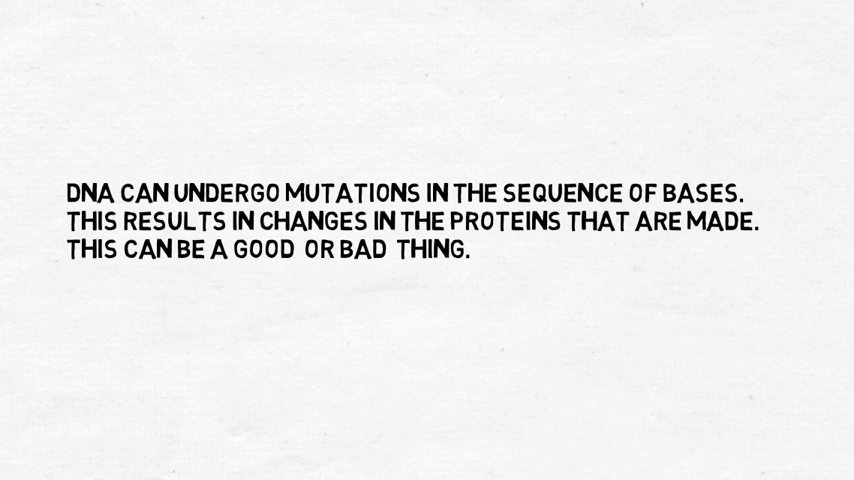 DNA CAN UNDERGO MUTATIONS IN THE SEQUENCE OF BASES.
THIS RESULTS IN CHANGES IN THE PROTEINS THAT ARE MADE.
THIS CAN BE A GOOD OR BAD THING.